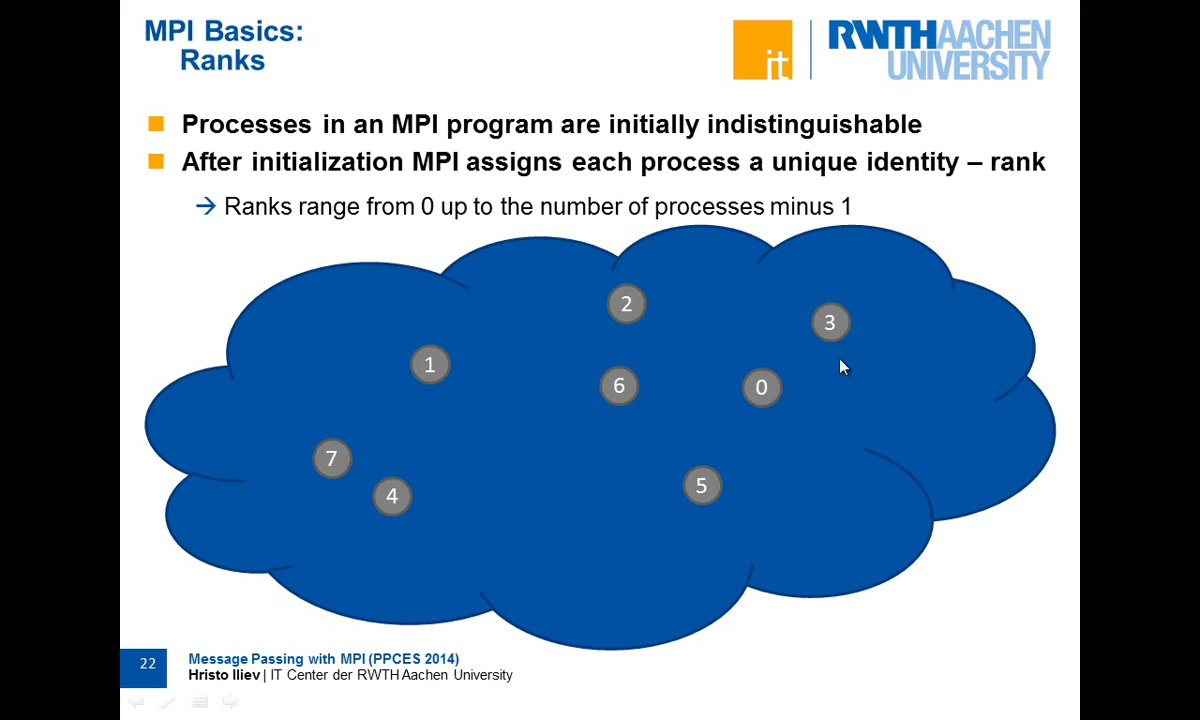 MPI Basics:
Ranks
it
RWTHAACHEN
UNIVERSITY
Processes in an MPI program are initially indistinguishable
After initialization MPI assigns each process a unique identity – rank
→ Ranks range from 0 up to the number of processes minus 1
2
3
1
6
0
7
4
5
22
Message Passing with MPI (PPCES 2014)
Hristo Iliev | IT Center der RWTH Aachen University